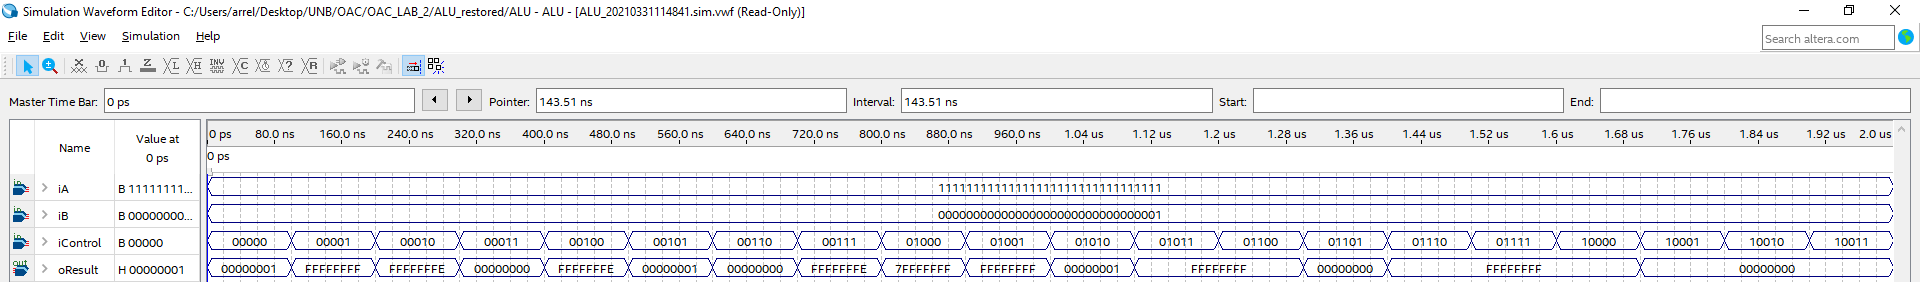 Simulation Waveform Editor - C:/Users/arrel/Desktop/UNB/OAC/OAC_LAB_2/ALU_restored/ALU - ALU - [ALU_20210331114841.sim.vwf (Read-Only)]
File Edit View Simulation Help
Search altera.com
Master Time Bar: 0 ps Pointer: 143.51 ns Interval: 143.51 ns Start: End:
Name Value at 0 ps 0 ps 80.0 ns 160.0 ns 240.0 ns 320.0 ns 400.0 ns 480.0 ns 560.0 ns 640.0 ns 720.0 ns 800.0 ns 880.0 ns 960.0 ns 1.04 us 1.12 us 1.2 us 1.28 us 1.36 us 1.44 us 1.52 us 1.6 us 1.68 us 1.76 us 1.84 us 1.92 us 2.0 us
0 ps
iA B 11111111... 11111111111111111111111111111111
iB B 00000000... 00000000000000000000000000000001
iControl B 00000 00000 00001 00010 00011 00100 00101 00110 00111 01000 01001 01010 01011 01100 01101 01110 01111 10000 10001 10010 10011
oResult H 00000001 00000001 FFFFFFFF FFFFFFFE 00000000 FFFFFFFE 00000001 00000000 FFFFFFFE 7FFFFFFF FFFFFFFF 00000001 FFFFFFFF 00000000 FFFFFFFF 00000000